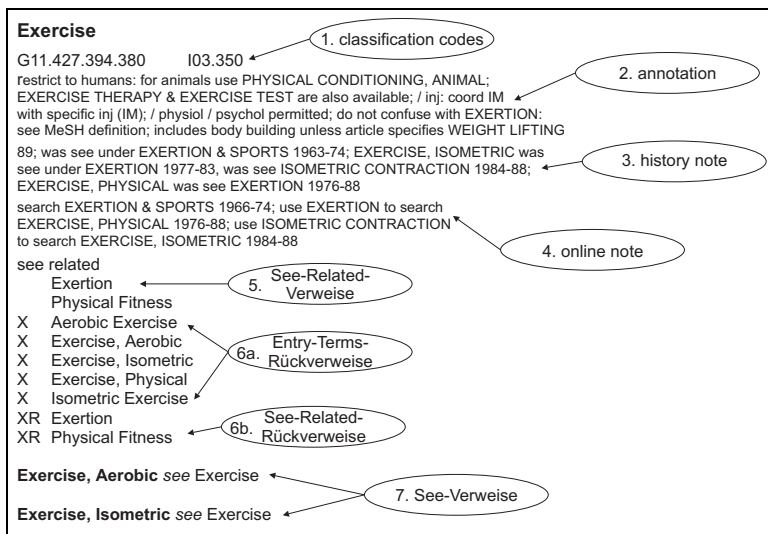 Exercise
G11.427.394.380 I03.350
1. classification codes
restrict to humans: for animals use PHYSICAL CONDITIONING, ANIMAL;
EXERCISE THERAPY & EXERCISE TEST are also available; / inj: coord IM
with specific inj (IM); / physiol / psychol permitted; do not confuse with EXERTION:
see MeSH definition; includes body building unless article specifies WEIGHT LIFTING
2. annotation
89; was see under EXERTION & SPORTS 1963-74; EXERCISE, ISOMETRIC was
see under EXERTION 1977-83, was see ISOMETRIC CONTRACTION 1984-88;
EXERCISE, PHYSICAL was see EXERTION 1976-88
3. history note
search EXERTION & SPORTS 1966-74; use EXERTION to search
EXERCISE, PHYSICAL 1976-88; use ISOMETRIC CONTRACTION
to search EXERCISE, ISOMETRIC 1984-88
4. online note
see related
Exertion
Physical Fitness
5. See-Related-
Verweise
X Aerobic Exercise
X Exercise, Aerobic
X Exercise, Isometric
X Exercise, Physical
X Isometric Exercise
6a. Entry-Terms-
Rückverweise
XR Exertion
XR Physical Fitness
6b. See-Related-
Rückverweise
Exercise, Aerobic see Exercise
Exercise, Isometric see Exercise
7. See-Verweise